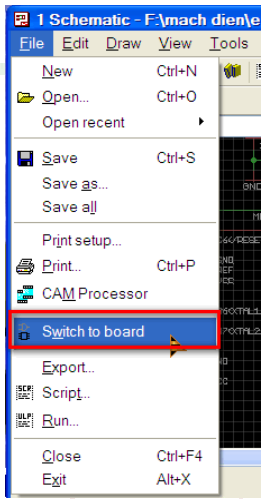 1 Schematic - F:\mach dien\e
File Edit Draw View Tools
New Ctrl+N
Open... Ctrl+O
Open recent
Save Ctrl+S
Save as...
Save all
Print setup...
Print... Ctrl+P
CAM Processor
Switch to board
Export...
Script...
Run...
Close Ctrl+F4
Exit Alt+X
GND